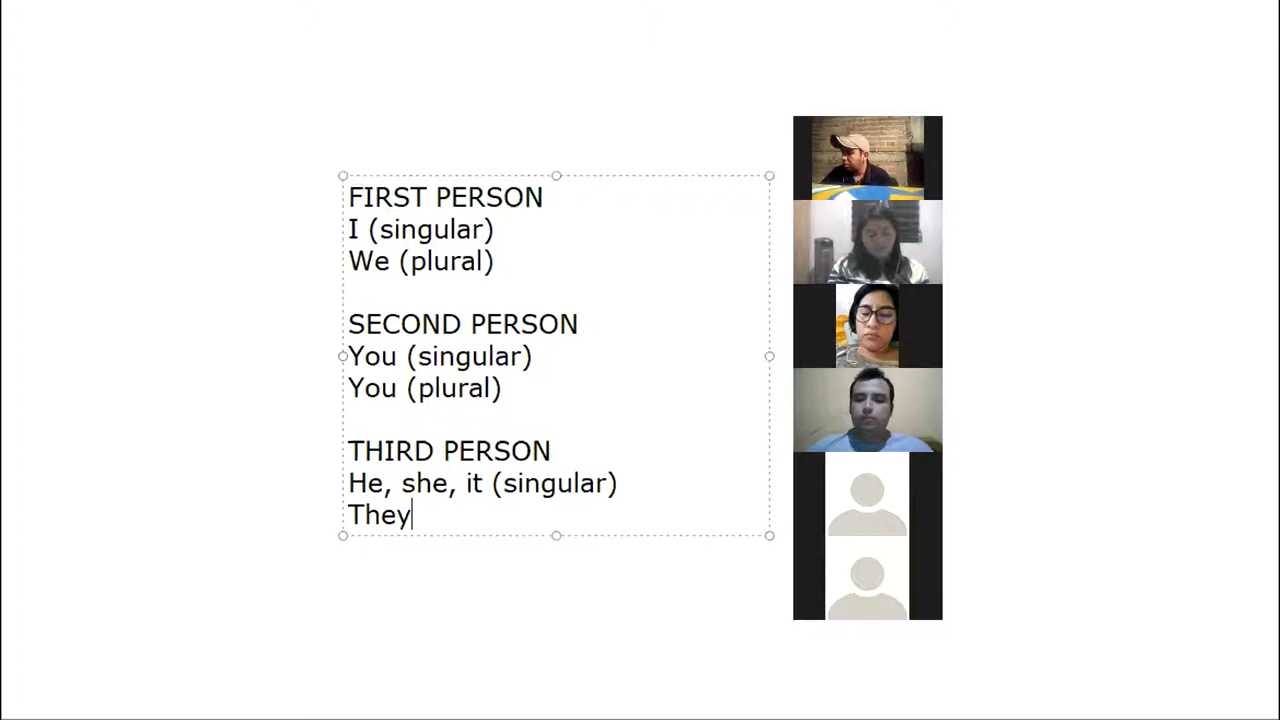 FIRST PERSON
I (singular)
We (plural)
SECOND PERSON
You (singular)
You (plural)
THIRD PERSON
He, she, it (singular)
They